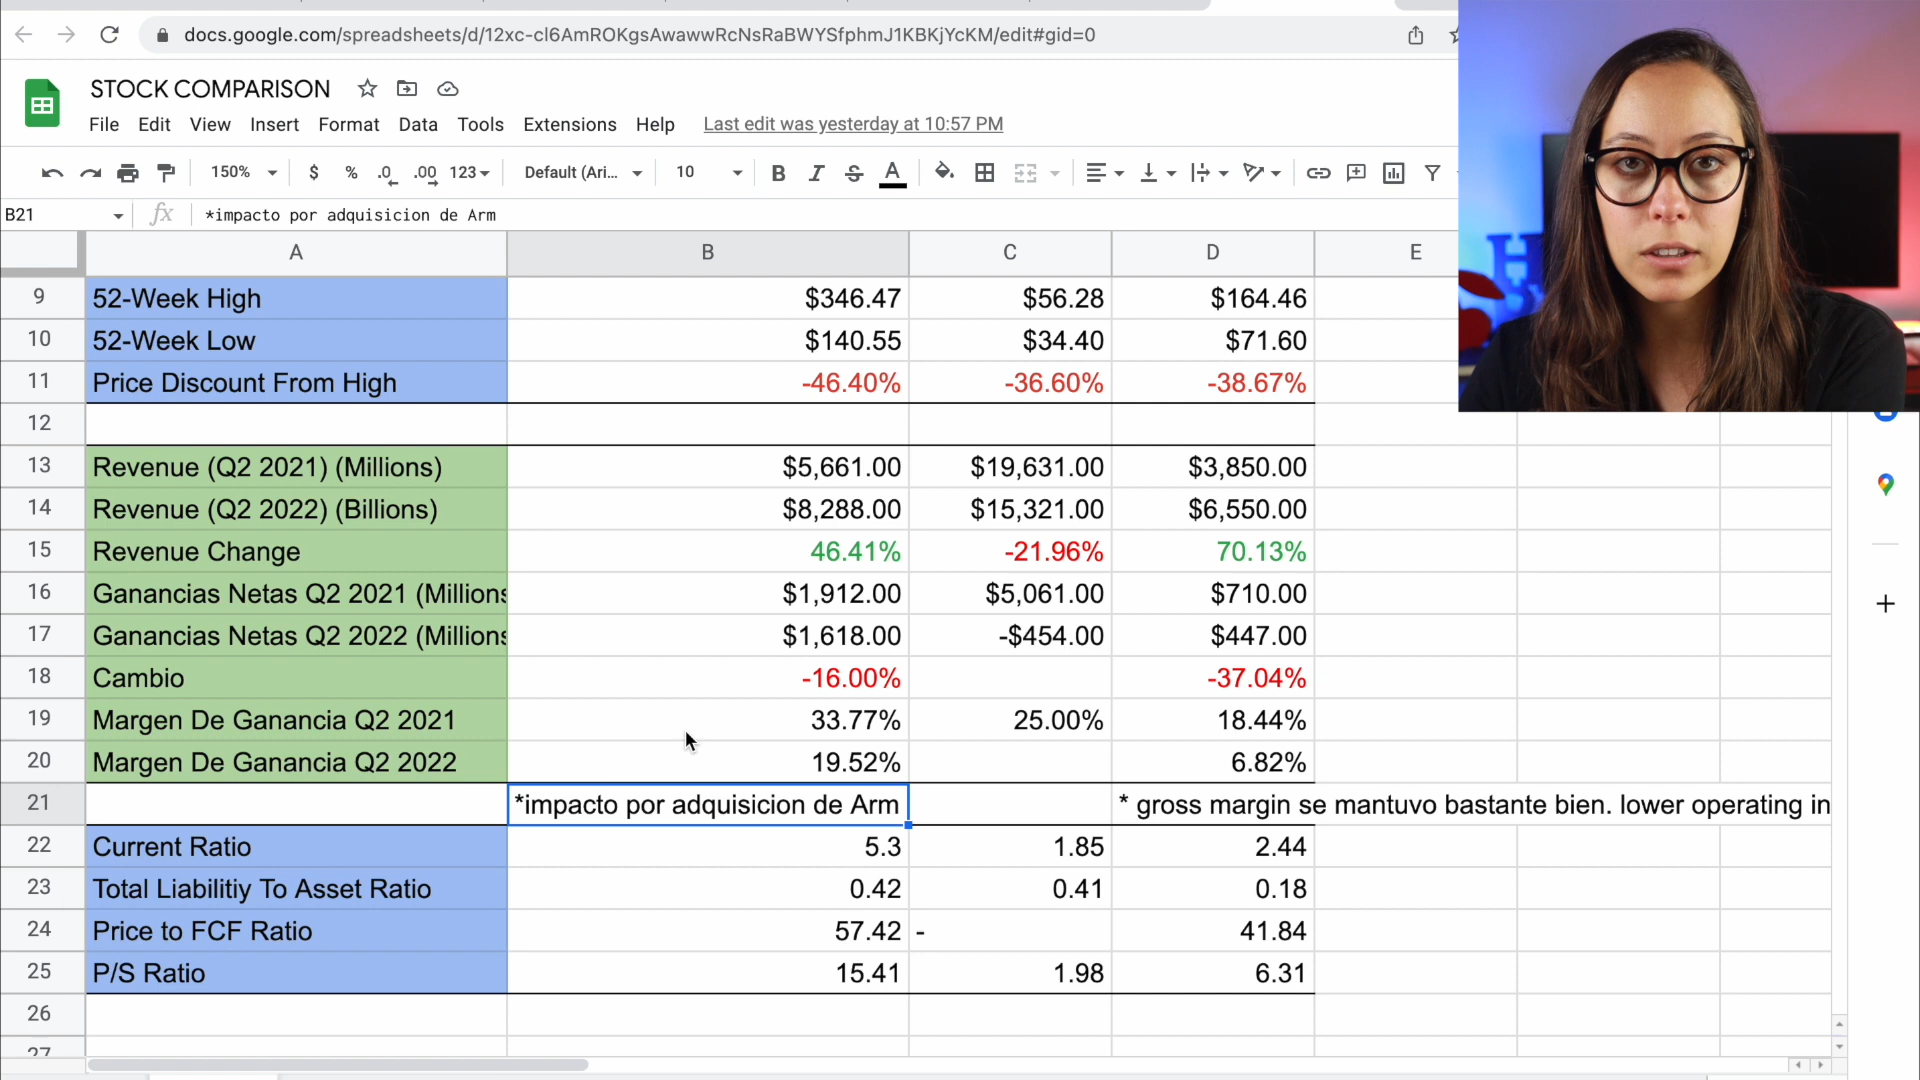 docs.google.com/spreadsheets/d/12xc-cl6AmROKgsAwawwRcNsRaBWYSfphmJ1KBKjYcKM/edit#gid=0
STOCK COMPARISON
File Edit View Insert Format Data Tools Extensions Help Last edit was yesterday at 10:57 PM
150% $ % .0 .00 123 Default (Ari... 10 B I S A
B21 fx *impacto por adquisicion de Arm
A B C D E
9 52-Week High $346.47 $56.28 $164.46
10 52-Week Low $140.55 $34.40 $71.60
11 Price Discount From High -46.40% -36.60% -38.67%
12
13 Revenue (Q2 2021) (Millions) $5,661.00 $19,631.00 $3,850.00
14 Revenue (Q2 2022) (Billions) $8,288.00 $15,321.00 $6,550.00
15 Revenue Change 46.41% -21.96% 70.13%
16 Ganancias Netas Q2 2021 (Millions $1,912.00 $5,061.00 $710.00
17 Ganancias Netas Q2 2022 (Millions $1,618.00 -$454.00 $447.00
18 Cambio -16.00% -37.04%
19 Margen De Ganancia Q2 2021 33.77% 25.00% 18.44%
20 Margen De Ganancia Q2 2022 19.52% 6.82%
21 *impacto por adquisicion de Arm * gross margin se mantuvo bastante bien. lower operating in
22 Current Ratio 5.3 1.85 2.44
23 Total Liabilitiy To Asset Ratio 0.42 0.41 0.18
24 Price to FCF Ratio 57.42 - 41.84
25 P/S Ratio 15.41 1.98 6.31
26
27